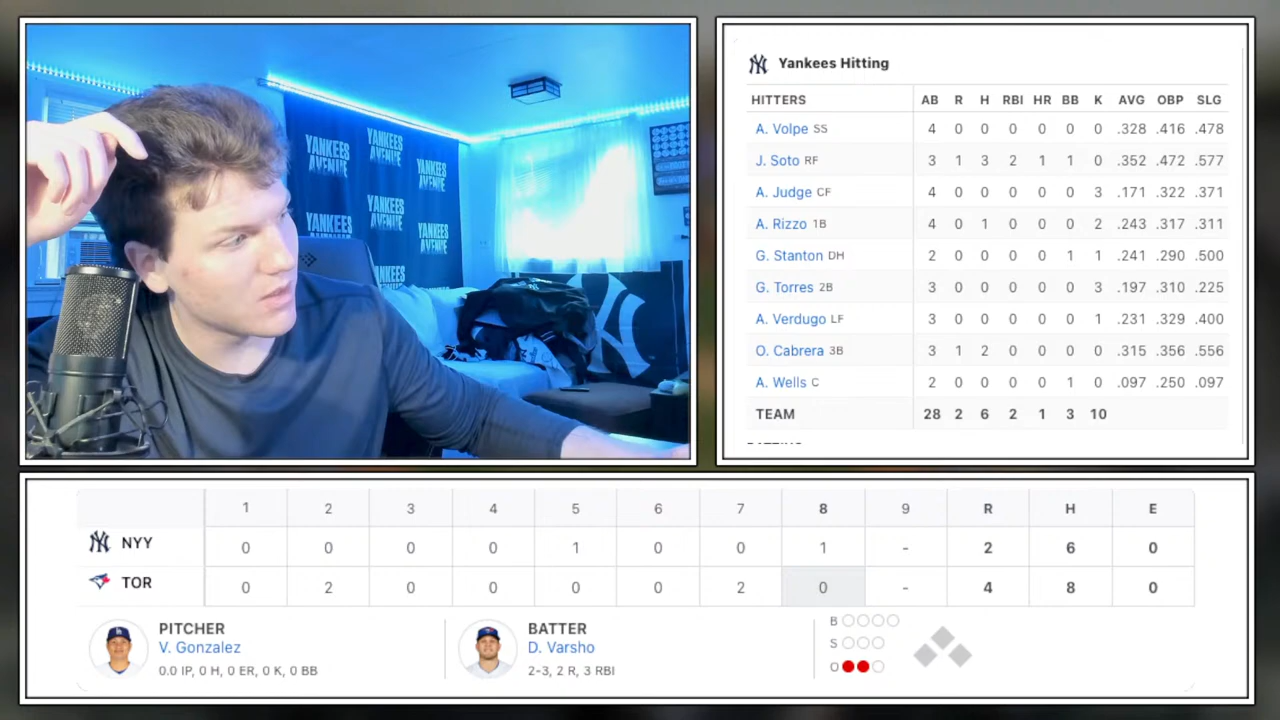 YANKEES AVENUE
YANKEES AVENUE
YANKEES AVENUE
YANKEES AVENUE
YANKEES AVENUE
YANKEES AVENUE
Yankees Hitting
HITTERS AB R H RBI HR BB K AVG OBP SLG
A. Volpe SS 4 0 0 0 0 0 0 .328 .416 .478
J. Soto RF 3 1 3 2 1 1 0 .352 .472 .577
A. Judge CF 4 0 0 0 0 0 3 .171 .322 .371
A. Rizzo 1B 4 0 1 0 0 0 2 .243 .317 .311
G. Stanton DH 2 0 0 0 0 1 1 .241 .290 .500
G. Torres 2B 3 0 0 0 0 0 3 .197 .310 .225
A. Verdugo LF 3 0 0 0 0 0 1 .231 .329 .400
O. Cabrera 3B 3 1 2 0 0 0 0 .315 .356 .556
A. Wells C 2 0 0 0 0 1 0 .097 .250 .097
TEAM 28 2 6 2 1 3 10
1 2 3 4 5 6 7 8 9 R H E
NYY 0 0 0 0 1 0 0 1 - 2 6 0
TOR 0 2 0 0 0 0 2 0 - 4 8 0
PITCHER
V. Gonzalez
0.0 IP, 0 H, 0 ER, 0 K, 0 BB
BATTER
D. Varsho
2-3, 2 R, 3 RBI
B
S
O